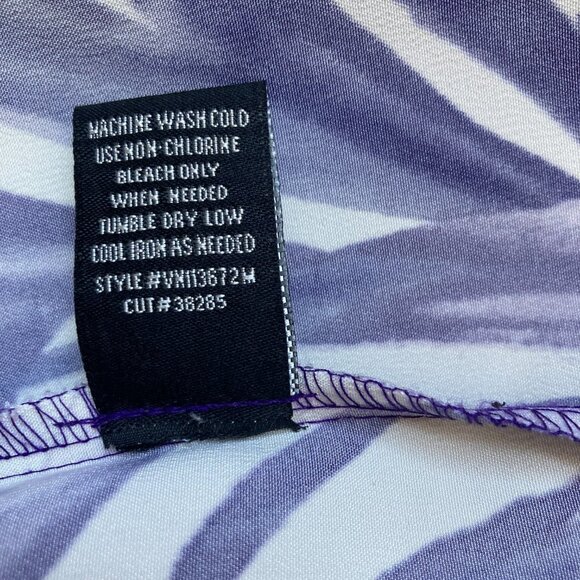 MACHINE WASH COLD
USE NON-CHLORINE
BLEACH ONLY
WHEN NEEDED
TUMBLE DRY LOW
COOL IRON AS NEEDED
STYLE #VN113672M
CUT# 38285